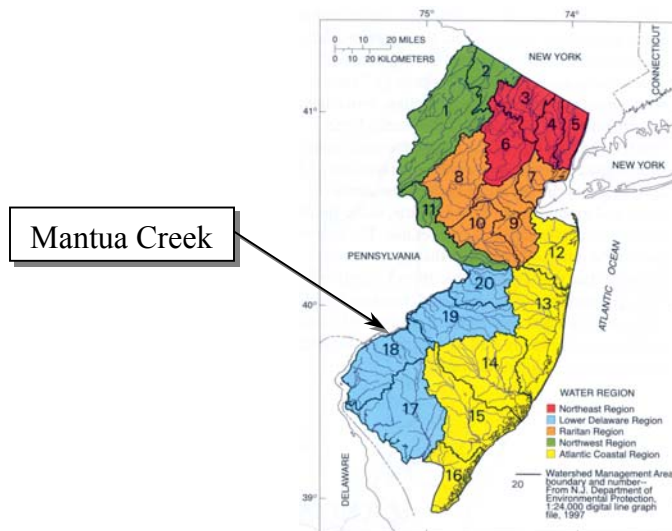 75°
74°
0 10 20 MILES
0 10 20 KILOMETERS
NEW YORK
CONNECTICUT
2
3
41°
1
4
5
6
NEW YORK
8
7
11
10
9
Mantua Creek
12
PENNSYLVANIA
ATLANTIC OCEAN
20
13
40°
19
18
14
17
WATER REGION
Northeast Region
Lower Delaware Region
15
Raritan Region
Northwest Region
Atlantic Coastal Region
16
20
Watershed Management Area
boundary and number--
From N.J. Department of
Environmental Protection,
1:24,000 digital line graph
file, 1997
DELAWARE
39°